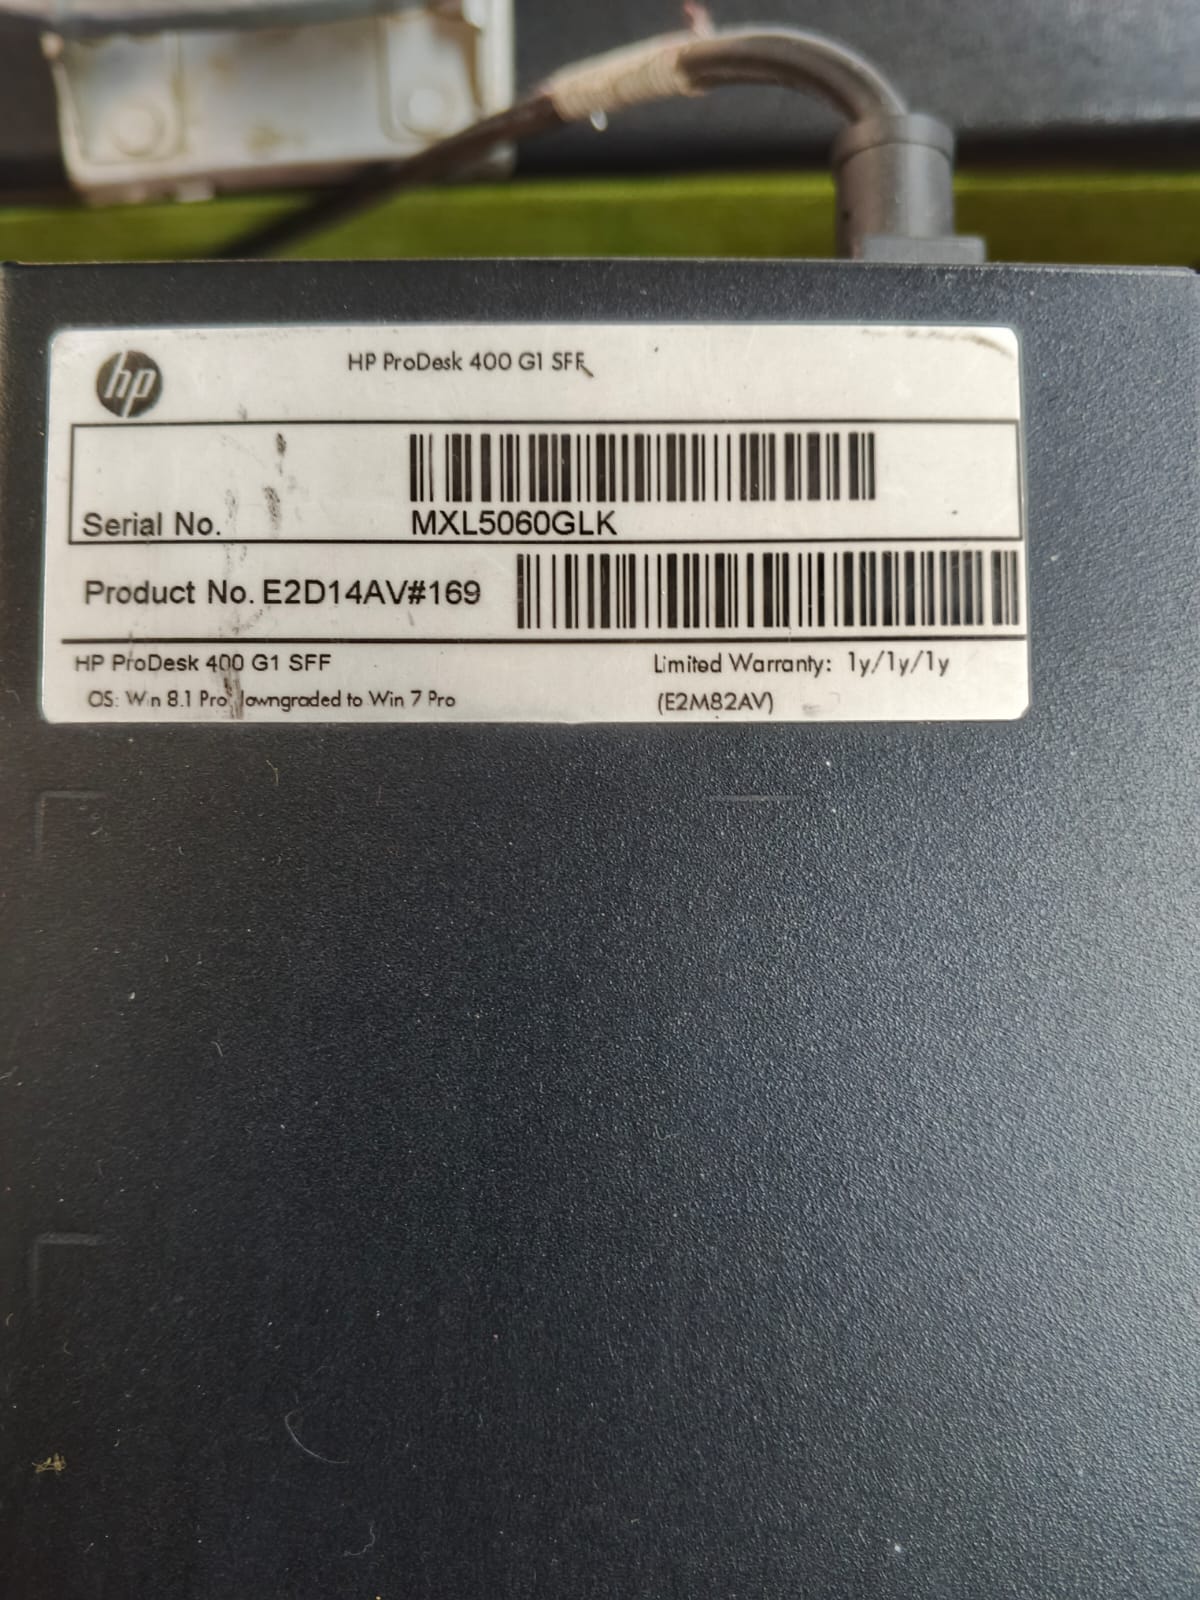 hp
HP ProDesk 400 G1 SFF
Serial No.
MXL5060GLK
Product No. E2D14AV#169
HP ProDesk 400 G1 SFF
Limited Warranty: 1y/1y/1y
OS: Win 8.1 Pro downgraded to Win 7 Pro
(E2M82AV)